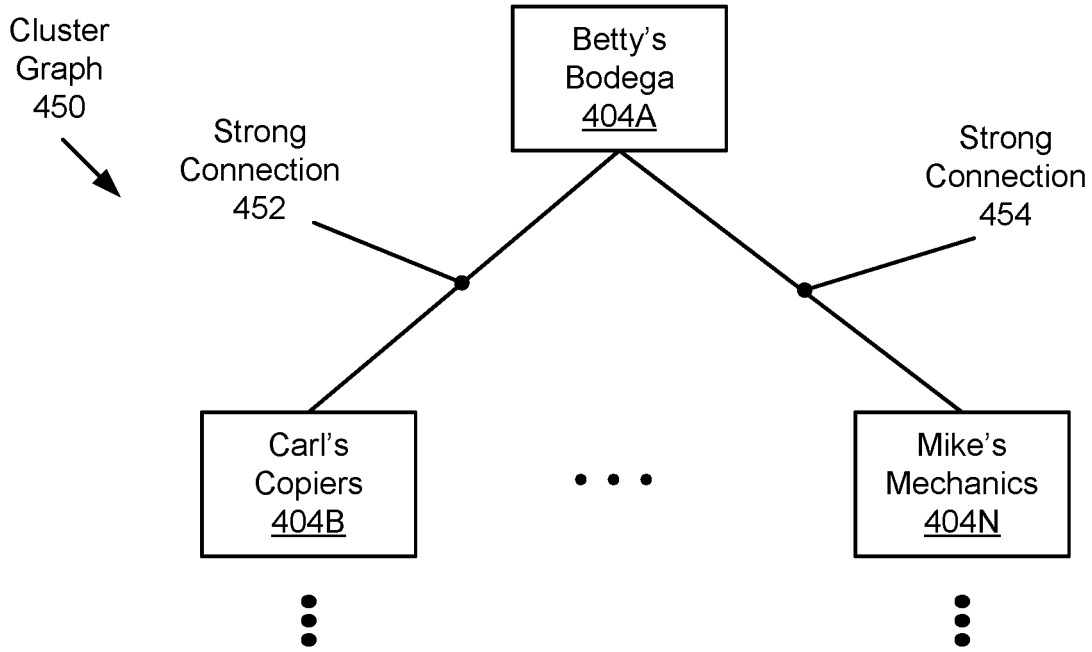 Cluster
Graph
450
Strong
Connection
452
Betty's
Bodega
404A
Strong
Connection
454
Carl's
Copiers
404B
Mike's
Mechanics
404N